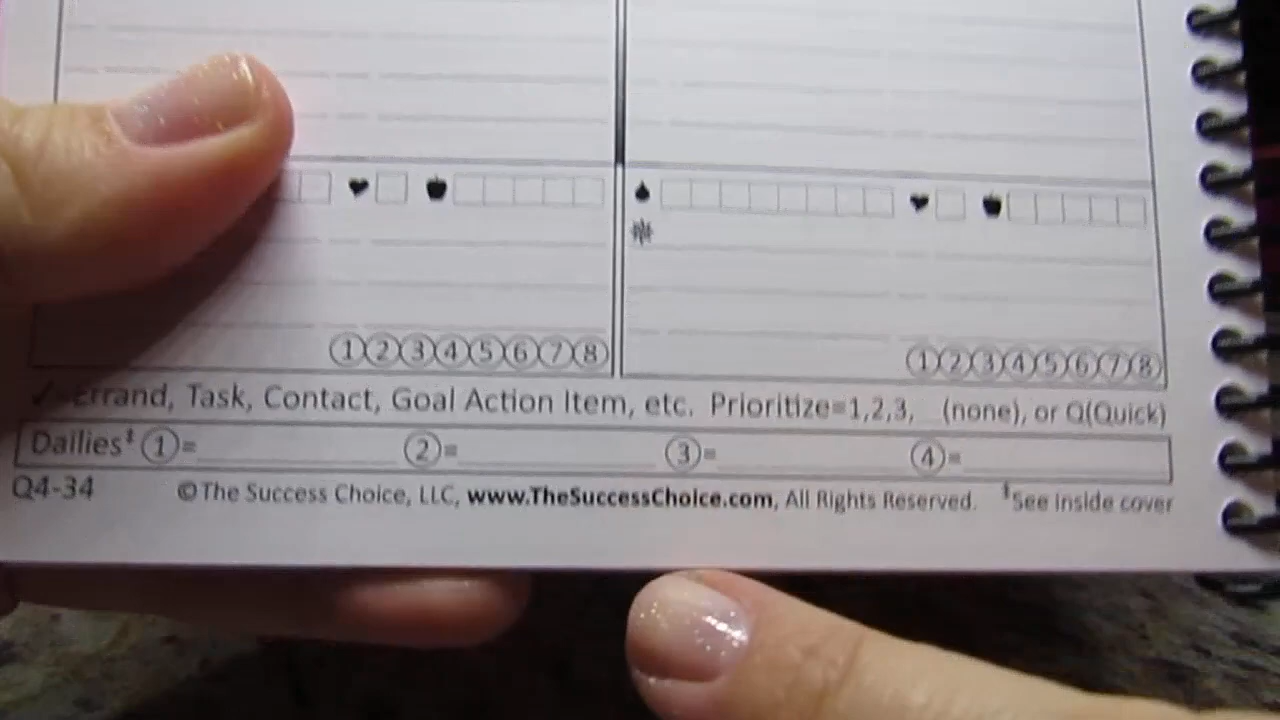 ①②③④⑤⑥⑦⑧ ①②③④⑤⑥⑦⑧
✓ Errand, Task, Contact, Goal Action Item, etc. Prioritize=1,2,3, (none), or Q(Quick)
Dailies‡ ①= ②= ③= ④=
Q4-34 ©The Success Choice, LLC, www.TheSuccessChoice.com, All Rights Reserved. ‡See inside cover